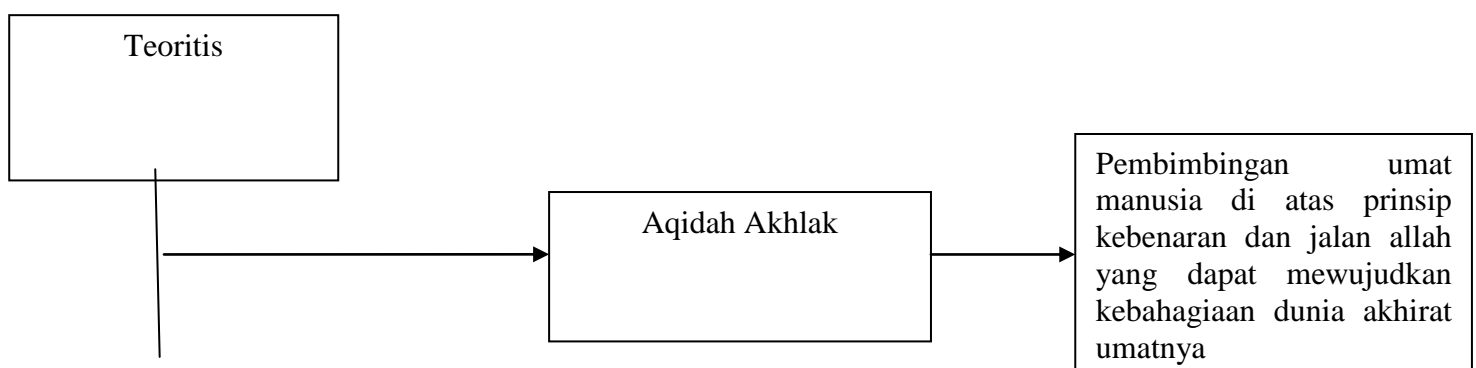 Teoritis
Aqidah Akhlak
Pembimbingan umat
manusia di atas prinsip
kebenaran dan jalan allah
yang dapat mewujudkan
kebahagiaan dunia akhirat
umatnya